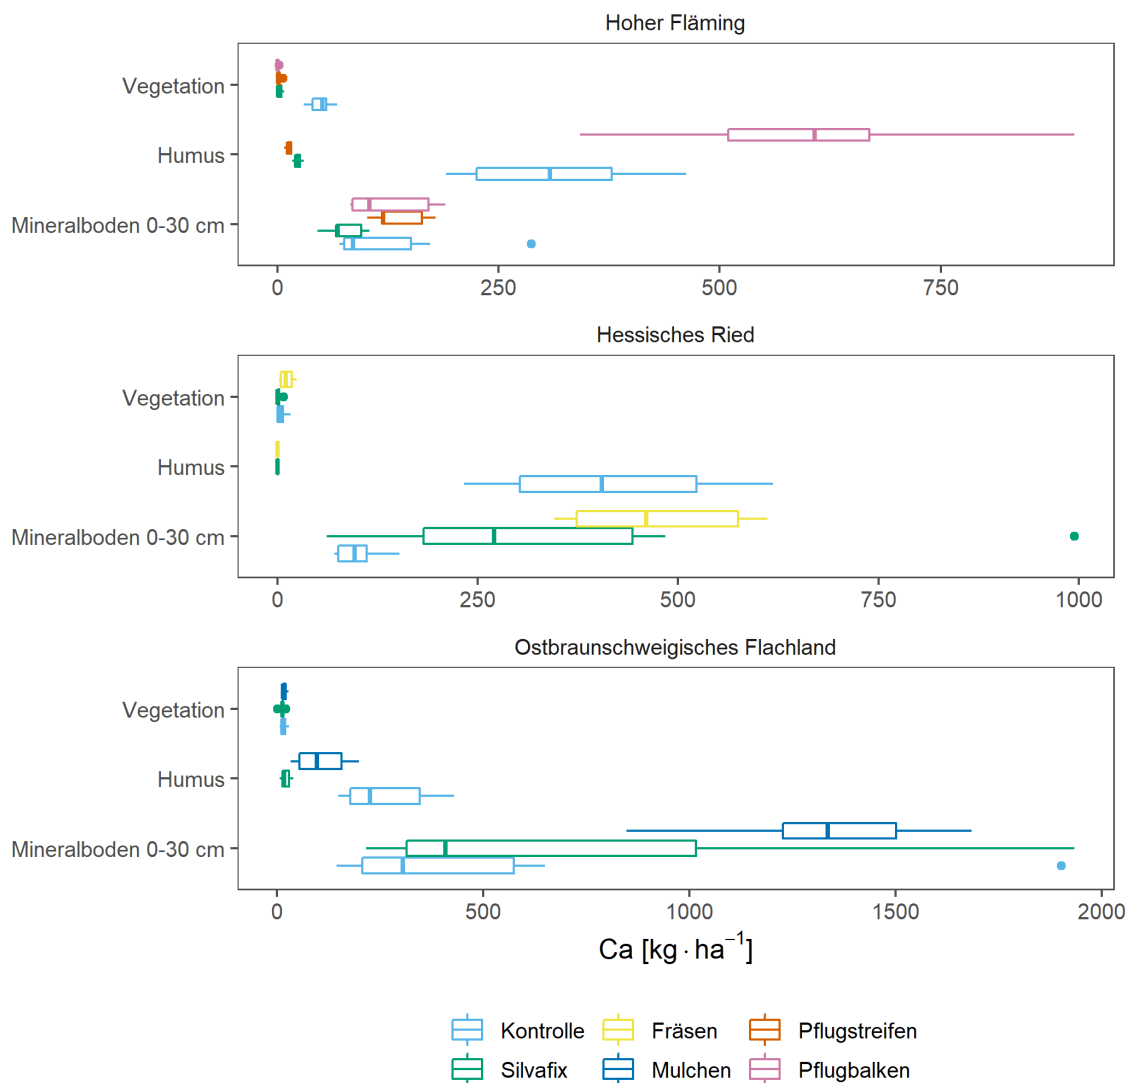 Hoher Fläming
Vegetation
Humus
Mineralboden 0-30 cm
0 250 500 750
Hessisches Ried
Vegetation
Humus
Mineralboden 0-30 cm
0 250 500 750 1000
Ostbraunschweigisches Flachland
Vegetation
Humus
Mineralboden 0-30 cm
0 500 1000 1500 2000
Ca [kg · ha⁻¹]
Kontrolle Fräsen Pflugstreifen
Silvafix Mulchen Pflugbalken